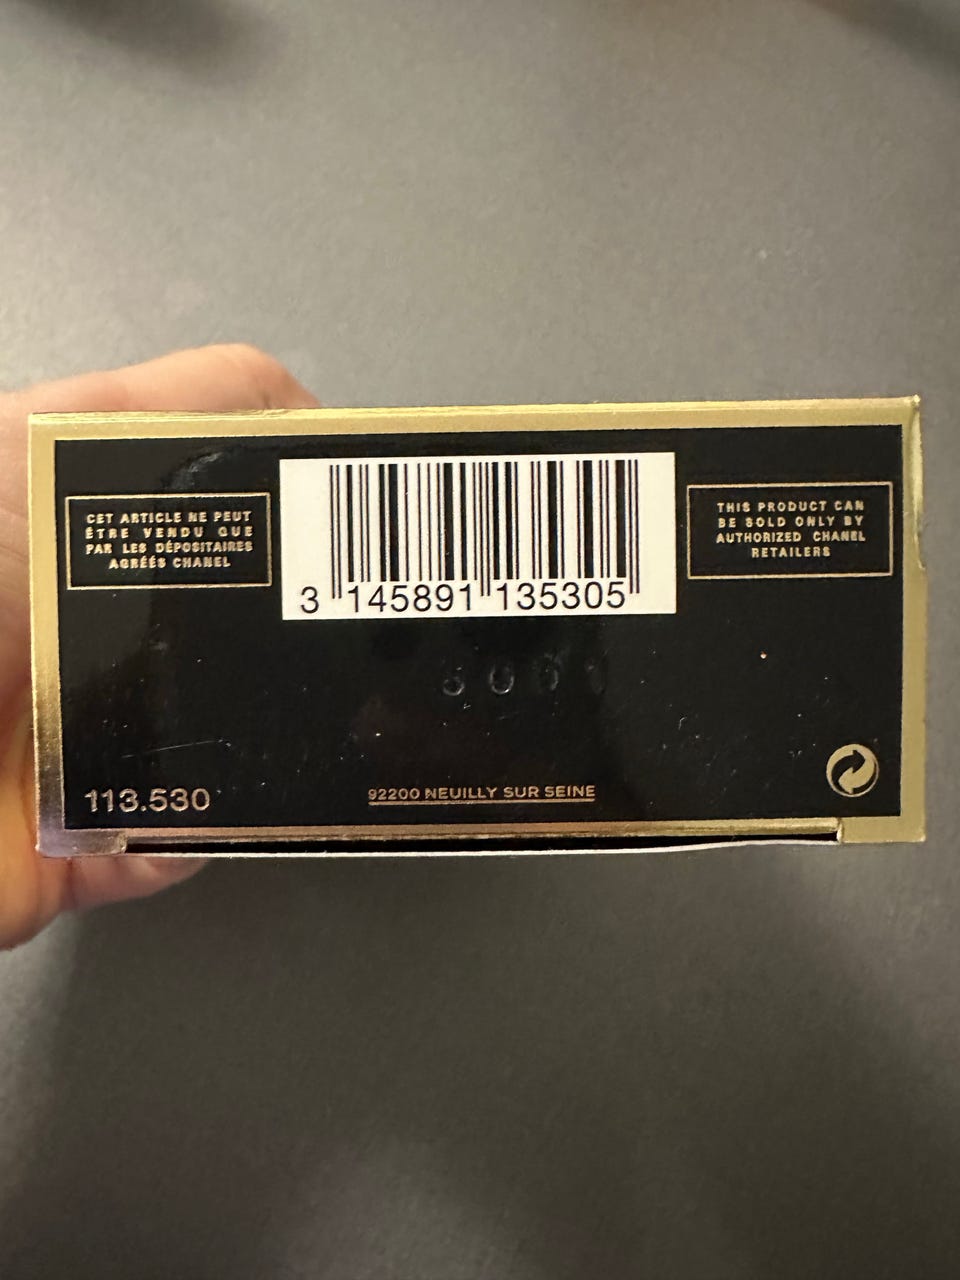 CET ARTICLE NE PEUT
ÊTRE VENDU QUE
PAR LES DÉPOSITAIRES
AGRÉÉS CHANEL
3 145891 135305
THIS PRODUCT CAN
BE SOLD ONLY BY
AUTHORIZED CHANEL
RETAILERS
113.530
92200 NEUILLY SUR SEINE